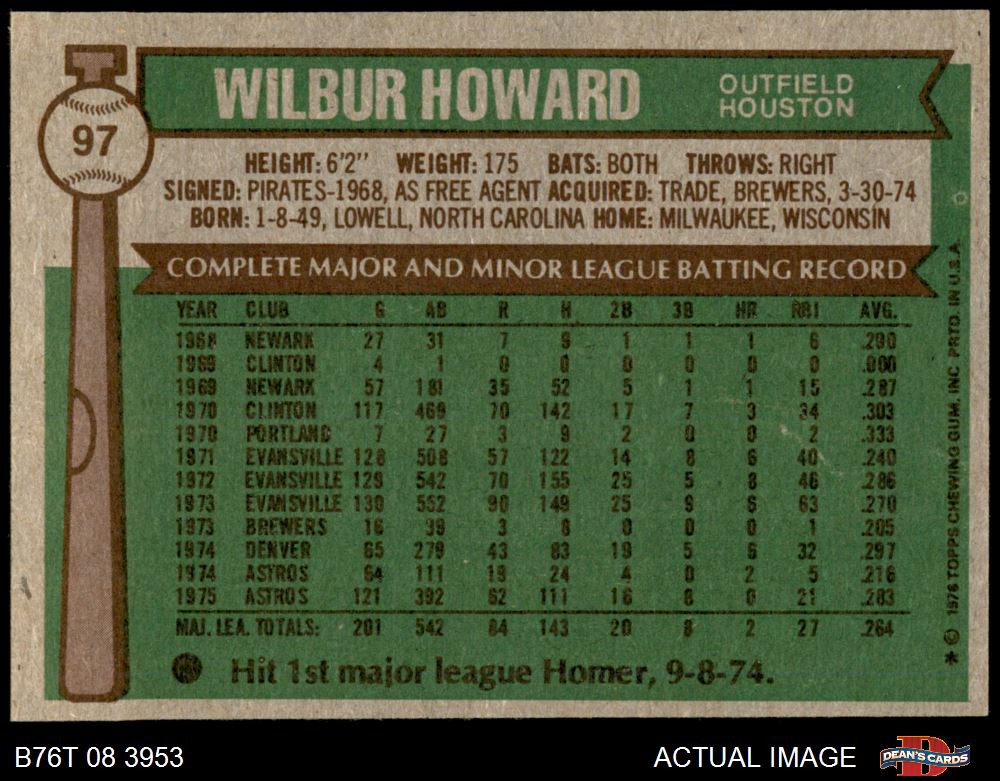 WILBUR HOWARD
OUTFIELD
HOUSTON
97
HEIGHT: 6'2" WEIGHT: 175 BATS: BOTH THROWS: RIGHT
SIGNED: PIRATES-1968, AS FREE AGENT ACQUIRED: TRADE, BREWERS, 3-30-74
BORN: 1-8-49, LOWELL, NORTH CAROLINA HOME: MILWAUKEE, WISCONSIN
COMPLETE MAJOR AND MINOR LEAGUE BATTING RECORD
YEAR CLUB G AB R H 2B 3B HR RBI AVG.
1968 NEWARK 27 31 7 9 1 1 1 6 .290
1969 CLINTON 4 1 0 0 0 0 0 0 .000
1969 NEWARK 57 181 35 52 5 1 1 15 .287
1970 CLINTON 117 469 70 142 17 7 3 34 .303
1970 PORTLAND 7 27 3 9 2 0 0 2 .333
1971 EVANSVILLE 128 508 57 122 14 8 6 40 .240
1972 EVANSVILLE 129 542 70 155 25 5 8 46 .286
1973 EVANSVILLE 130 552 90 149 25 9 6 63 .270
1973 BREWERS 16 39 3 8 0 0 0 1 .205
1974 DENVER 65 279 43 83 19 5 6 32 .297
1974 ASTROS 64 111 19 24 4 0 2 5 .216
1975 ASTROS 121 392 62 111 16 8 0 21 .283
MAJ. LEA. TOTALS: 201 542 84 143 20 8 2 27 .264
Hit 1st major league Homer, 9-8-74.
* © 1976 TOPPS CHEWING GUM, INC PRTD. IN U.S.A.
B76T 08 3953
ACTUAL IMAGE
DEAN'S CARDS